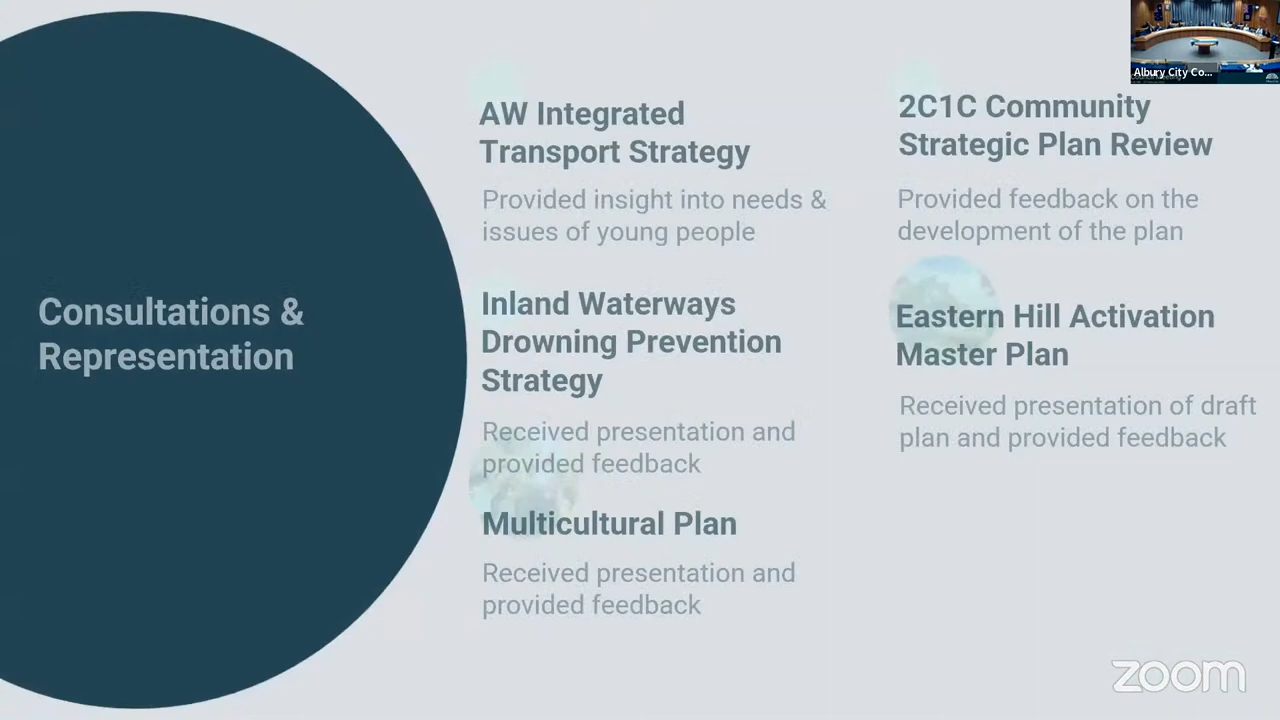 Consultations &
Representation
AW Integrated
Transport Strategy
Provided insight into needs &
issues of young people
Inland Waterways
Drowning Prevention
Strategy
Received presentation and
provided feedback
Multicultural Plan
Received presentation and
provided feedback
2C1C Community
Strategic Plan Review
Provided feedback on the
development of the plan
Eastern Hill Activation
Master Plan
Received presentation of draft
plan and provided feedback
Albury City Co...
zoom